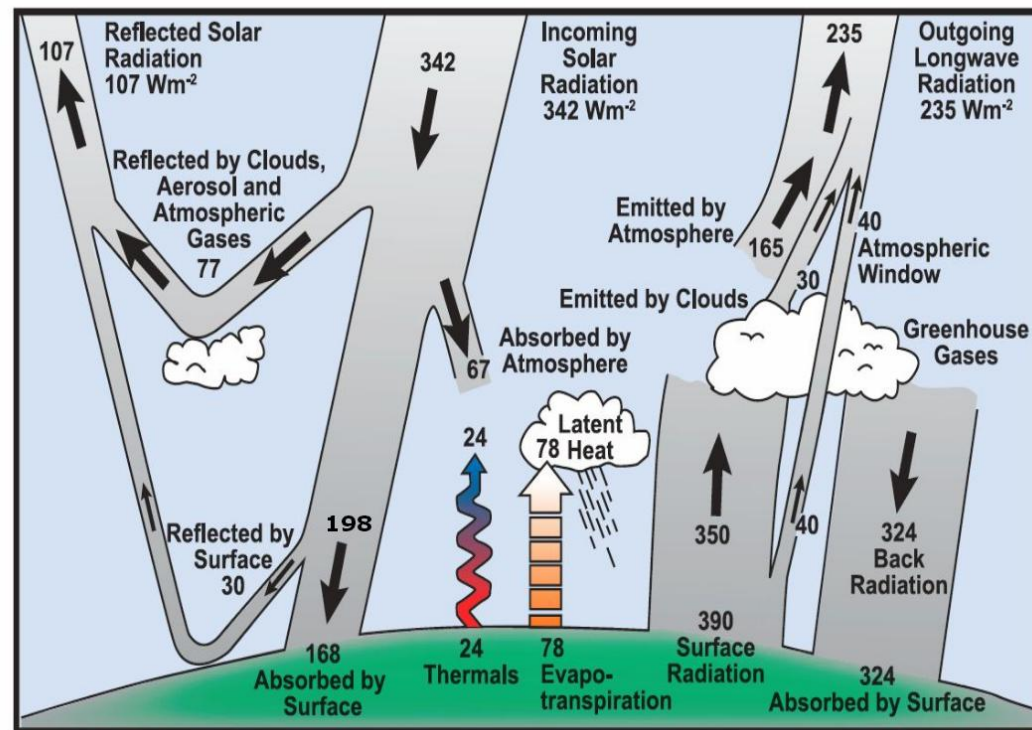 107
Reflected Solar
Radiation
107 Wm-2
342
Incoming
Solar
Radiation
342 Wm-2
235
Outgoing
Longwave
Radiation
235 Wm-2
Reflected by Clouds,
Aerosol and
Atmospheric
Gases
77
Emitted by
Atmosphere
165
40
Atmospheric
Window
30
Emitted by Clouds
Greenhouse
Gases
Absorbed by
Atmosphere
67
24
Latent
Heat
78
Reflected by
Surface
30
198
350
40
324
Back
Radiation
168
Absorbed by
Surface
24
Thermals
78
Evapo-
transpiration
390
Surface
Radiation
324
Absorbed by Surface